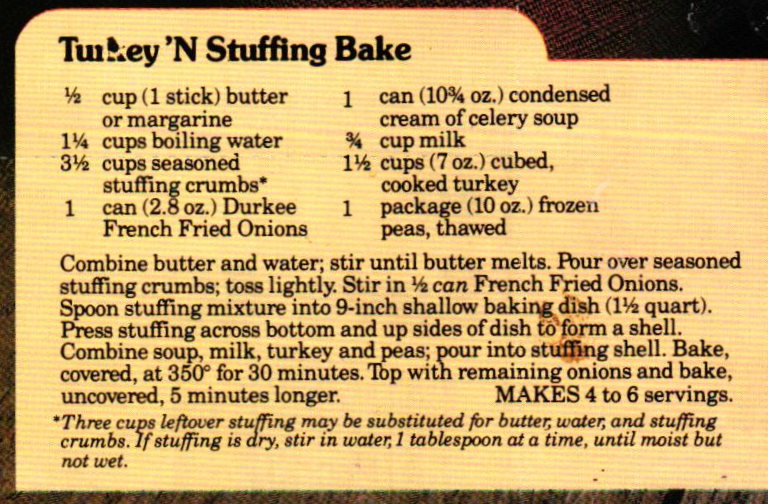 Turkey 'N Stuffing Bake
½ cup (1 stick) butter
or margarine
1¼ cups boiling water
3½ cups seasoned
stuffing crumbs*
1 can (2.8 oz.) Durkee
French Fried Onions
1 can (10¾ oz.) condensed
cream of celery soup
¾ cup milk
1½ cups (7 oz.) cubed,
cooked turkey
1 package (10 oz.) frozen
peas, thawed
Combine butter and water; stir until butter melts. Pour over seasoned
stuffing crumbs; toss lightly. Stir in ½ can French Fried Onions.
Spoon stuffing mixture into 9-inch shallow baking dish (1½ quart).
Press stuffing across bottom and up sides of dish to form a shell.
Combine soup, milk, turkey and peas; pour into stuffing shell. Bake,
covered, at 350° for 30 minutes. Top with remaining onions and bake,
uncovered, 5 minutes longer. MAKES 4 to 6 servings.
*Three cups leftover stuffing may be substituted for butter, water, and stuffing
crumbs. If stuffing is dry, stir in water, 1 tablespoon at a time, until moist but
not wet.